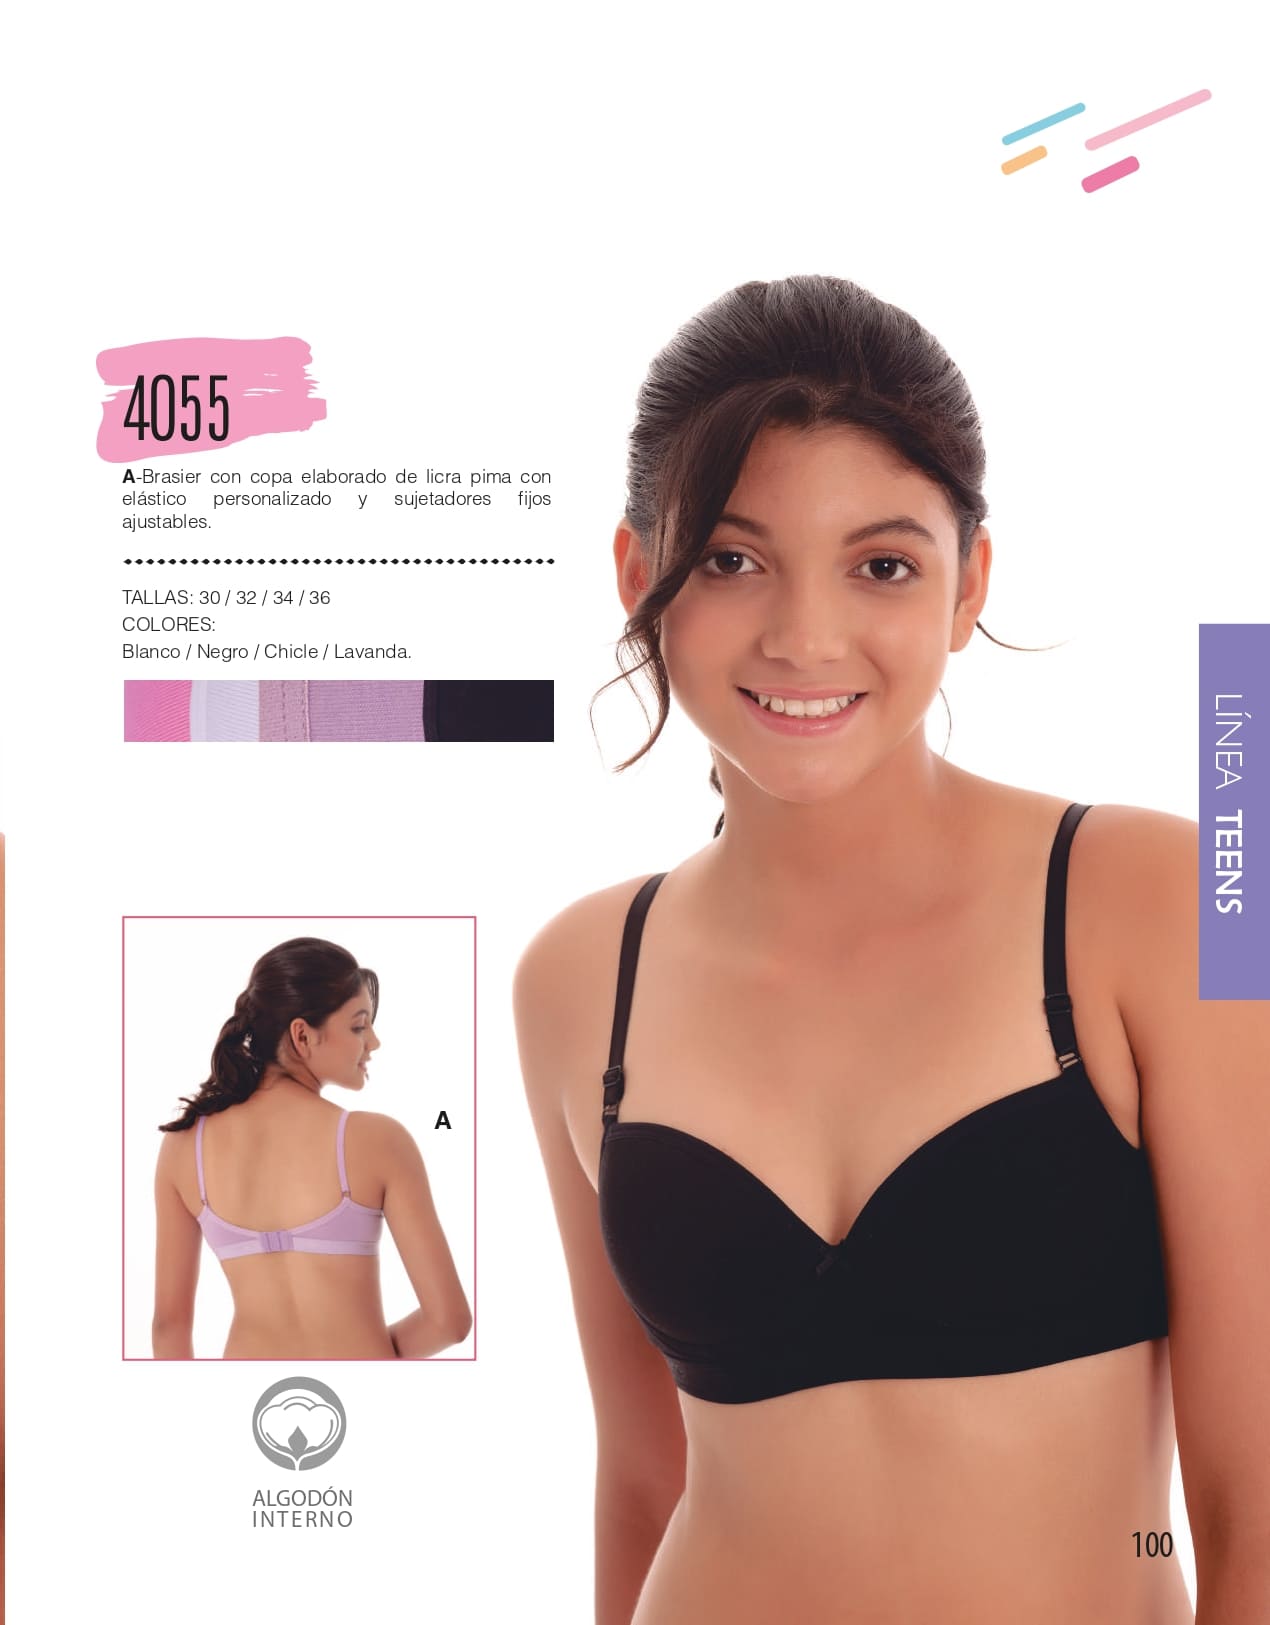 4055
A-Brasier con copa elaborado de licra pima con
elástico personalizado y sujetadores fijos
ajustables.
TALLAS: 30 / 32 / 34 / 36
COLORES:
Blanco / Negro / Chicle / Lavanda.
LÍNEA TEENS
A
ALGODÓN
INTERNO
100